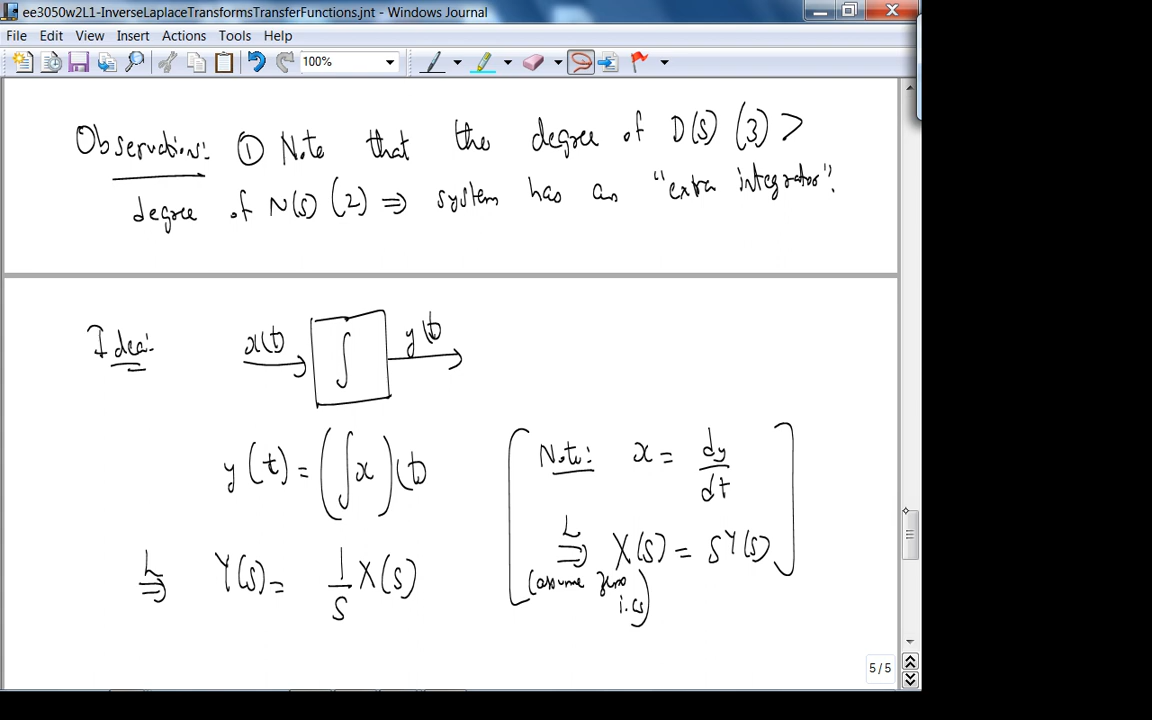 ee3050w2L1-InverseLaplaceTransformsTransferFunctions.jnt - Windows Journal
File Edit View Insert Actions Tools Help
100%
Observations: ① Note that the degree of D(s) (3) >
degree of N(s) (2) ⇒ system has an "extra integrator".
Idea: x(t) ∫ y(t)
y(t) = (∫x)(t)
L⇒ Y(s) = 1/s X(s)
[Note: x = dy/dt
L⇒ X(s) = sY(s)]
(assume zero
i.c.s)
5 / 5